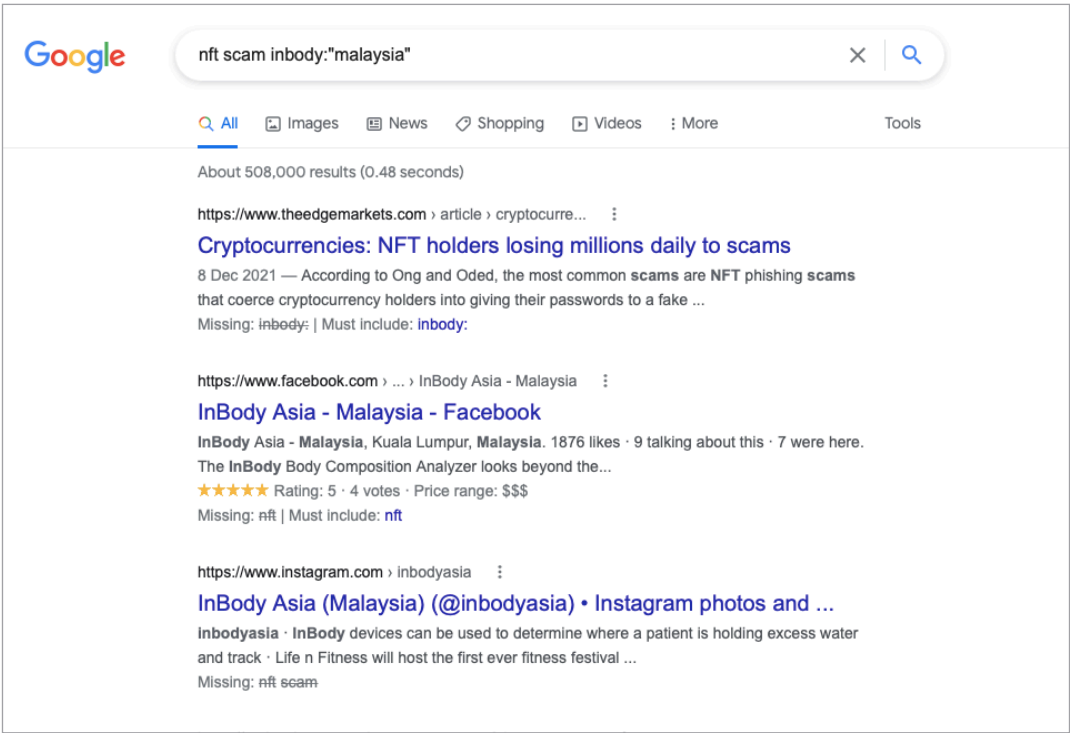 Google
nft scam inbody:"malaysia"
All Images News Shopping Videos More Tools
About 508,000 results (0.48 seconds)
https://www.theedgemarkets.com › article › cryptocurre...
Cryptocurrencies: NFT holders losing millions daily to scams
8 Dec 2021 — According to Ong and Oded, the most common scams are NFT phishing scams
that coerce cryptocurrency holders into giving their passwords to a fake ...
Missing: inbody: | Must include: inbody:
https://www.facebook.com › ... › InBody Asia - Malaysia
InBody Asia - Malaysia - Facebook
InBody Asia - Malaysia, Kuala Lumpur, Malaysia. 1876 likes · 9 talking about this · 7 were here.
The InBody Body Composition Analyzer looks beyond the...
Rating: 5 · 4 votes · Price range: $$$
Missing: nft | Must include: nft
https://www.instagram.com › inbodyasia
InBody Asia (Malaysia) (@inbodyasia) • Instagram photos and ...
inbodyasia · InBody devices can be used to determine where a patient is holding excess water
and track · Life n Fitness will host the first ever fitness festival ...
Missing: nft scam